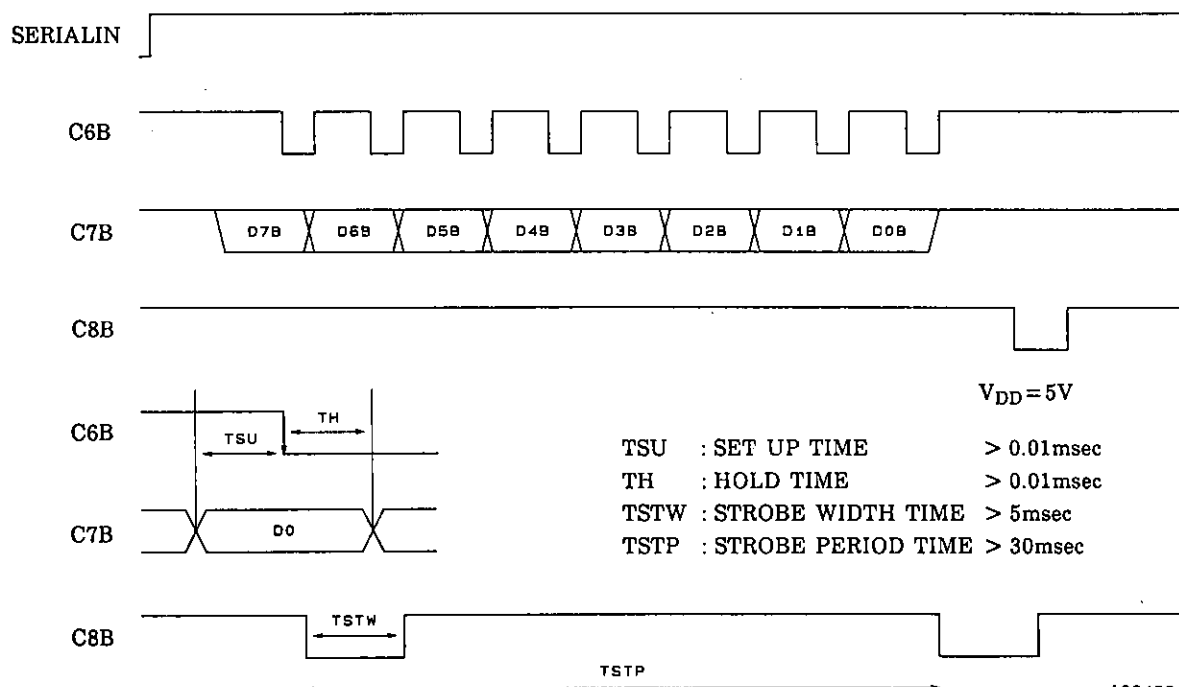 SERIALIN
C6B
C7B
D7B D6B D5B D4B D3B D2B D1B D0B
C8B
V_DD = 5V
C6B
TSU
TH
TSU : SET UP TIME > 0.01msec
TH : HOLD TIME > 0.01msec
C7B
D0
TSTW : STROBE WIDTH TIME > 5msec
TSTP : STROBE PERIOD TIME > 30msec
C8B
TSTW
TSTP